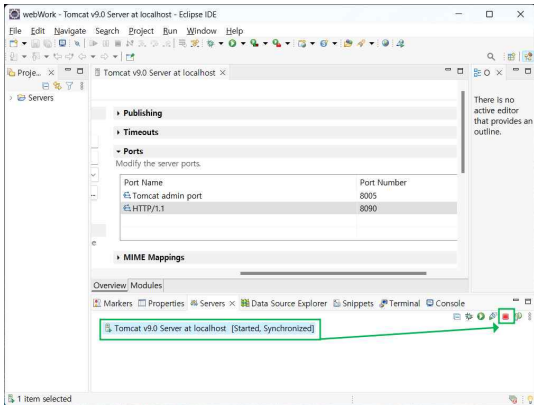 webWork - Tomcat v9.0 Server at localhost - Eclipse IDE
File Edit Navigate Search Project Run Window Help
Proje...
Tomcat v9.0 Server at localhost
O
Servers
There is no
active editor
that provides an
outline.
Publishing
Timeouts
Ports
Modify the server ports.
Port Name Port Number
Tomcat admin port 8005
HTTP/1.1 8090
e
MIME Mappings
Overview Modules
Markers Properties Servers Data Source Explorer Snippets Terminal Console
Tomcat v9.0 Server at localhost [Started, Synchronized]
1 item selected